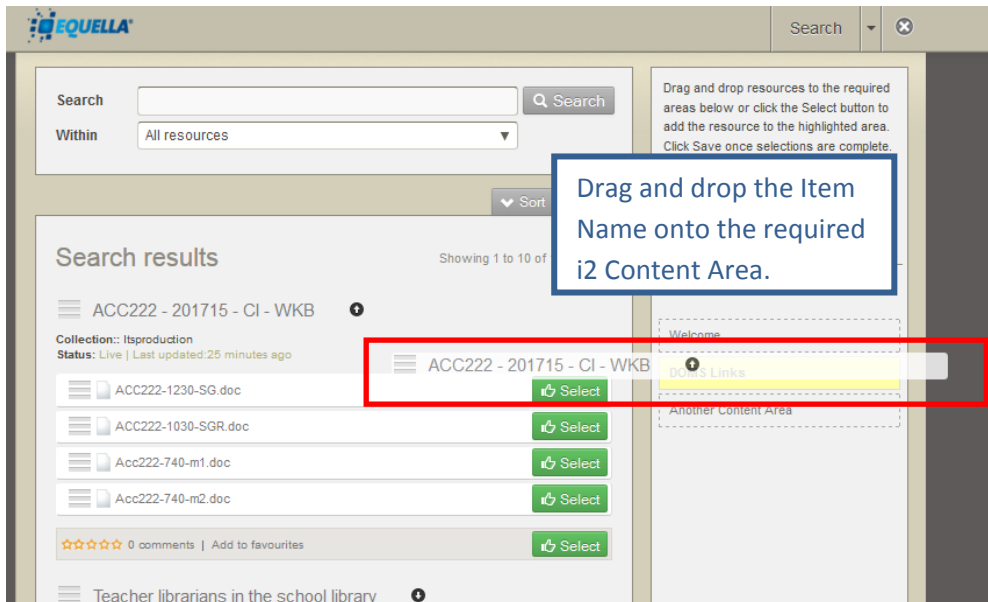 EQUELLA
Search
Search
Search
Within
All resources
Drag and drop resources to the required
areas below or click the Select button to
add the resource to the highlighted area.
Click Save once selections are complete.
Drag and drop the Item
Name onto the required
i2 Content Area.
Sort
Search results
Showing 1 to 10 of
ACC222 - 201715 - CI - WKB
Collection:: Itsproduction
Status: Live | Last updated:25 minutes ago
Welcome
ACC222 - 201715 - CI - WKB
DOMS Links
ACC222-1230-SG.doc
Select
Another Content Area
ACC222-1030-SGR.doc
Select
Acc222-740-m1.doc
Select
Acc222-740-m2.doc
Select
0 comments | Add to favourites
Select
Teacher librarians in the school library